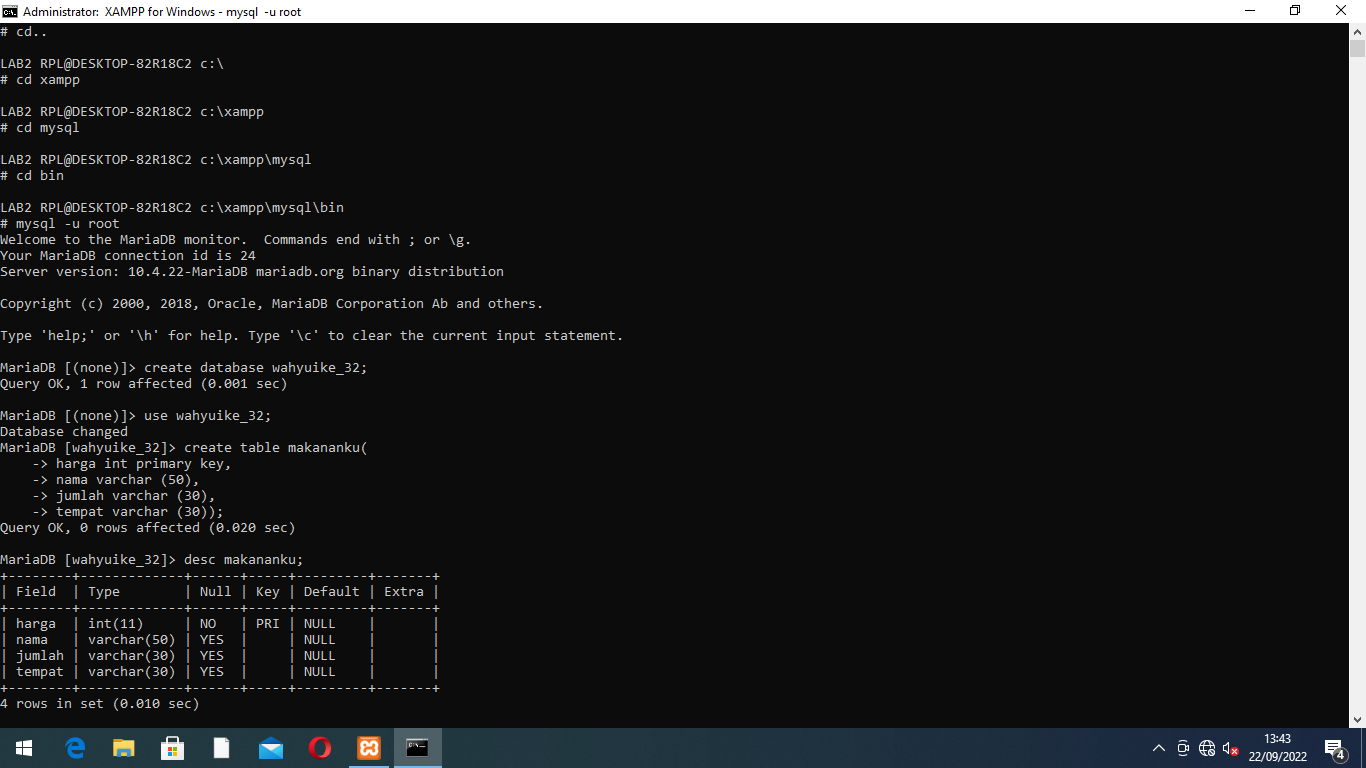 Administrator: XAMPP for Windows - mysql -u root
# cd..
LAB2 RPL@DESKTOP-82R18C2 c:\
# cd xampp
LAB2 RPL@DESKTOP-82R18C2 c:\xampp
# cd mysql
LAB2 RPL@DESKTOP-82R18C2 c:\xampp\mysql
# cd bin
LAB2 RPL@DESKTOP-82R18C2 c:\xampp\mysql\bin
# mysql -u root
Welcome to the MariaDB monitor.  Commands end with ; or \g.
Your MariaDB connection id is 24
Server version: 10.4.22-MariaDB mariadb.org binary distribution
Copyright (c) 2000, 2018, Oracle, MariaDB Corporation Ab and others.
Type 'help;' or '\h' for help. Type '\c' to clear the current input statement.
MariaDB [(none)]> create database wahyuike_32;
Query OK, 1 row affected (0.001 sec)
MariaDB [(none)]> use wahyuike_32;
Database changed
MariaDB [wahyuike_32]> create table makananku(
    -> harga int primary key,
    -> nama varchar (50),
    -> jumlah varchar (30),
    -> tempat varchar (30));
Query OK, 0 rows affected (0.020 sec)
MariaDB [wahyuike_32]> desc makananku;
+--------+-------------+------+-----+---------+-------+
| Field  | Type        | Null | Key | Default | Extra |
+--------+-------------+------+-----+---------+-------+
| harga  | int(11)     | NO   | PRI | NULL    |       |
| nama   | varchar(50) | YES  |     | NULL    |       |
| jumlah | varchar(30) | YES  |     | NULL    |       |
| tempat | varchar(30) | YES  |     | NULL    |       |
+--------+-------------+------+-----+---------+-------+
4 rows in set (0.010 sec)
13:43
22/09/2022
4